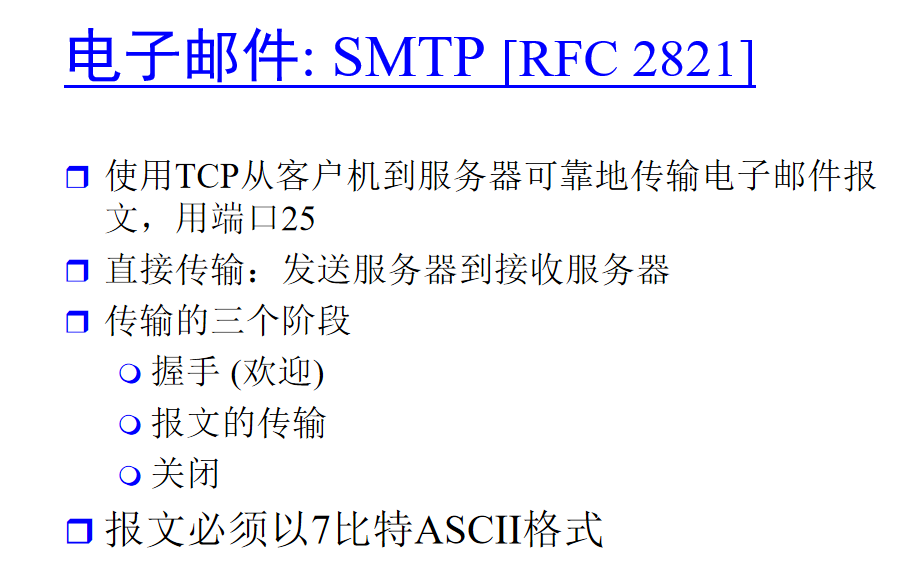 电子邮件: SMTP [RFC 2821]
使用TCP从客户机到服务器可靠地传输电子邮件报
文，用端口25
直接传输：发送服务器到接收服务器
传输的三个阶段
握手 (欢迎)
报文的传输
关闭
报文必须以7比特ASCII格式